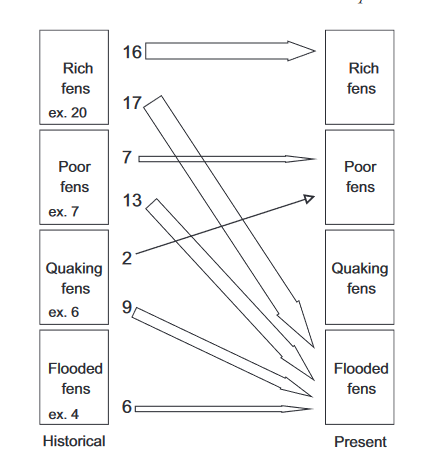 Rich
fens
ex. 20
Poor
fens
ex. 7
Quaking
fens
ex. 6
Flooded
fens
ex. 4
Historical
16
17
7
13
2
9
6
Rich
fens
Poor
fens
Quaking
fens
Flooded
fens
Present